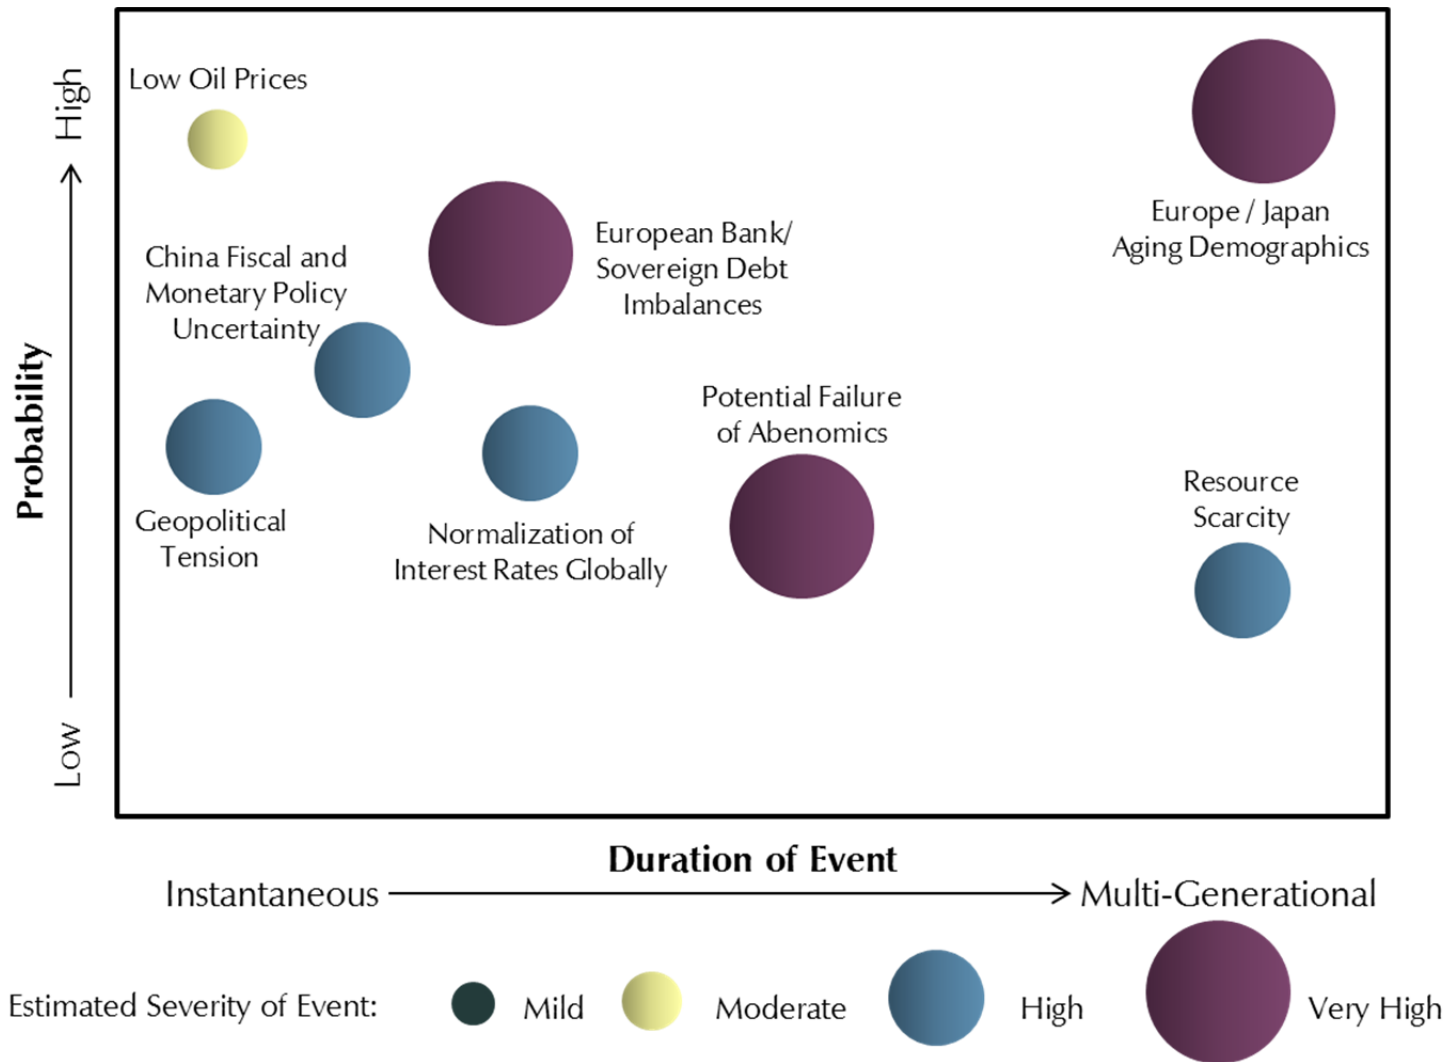 High
Low Oil Prices
Europe / Japan
Aging Demographics
European Bank/
Sovereign Debt
Imbalances
China Fiscal and
Monetary Policy
Uncertainty
Probability
Potential Failure
of Abenomics
Geopolitical
Tension
Normalization of
Interest Rates Globally
Resource
Scarcity
Low
Duration of Event
Instantaneous
Multi-Generational
Estimated Severity of Event:
Mild
Moderate
High
Very High